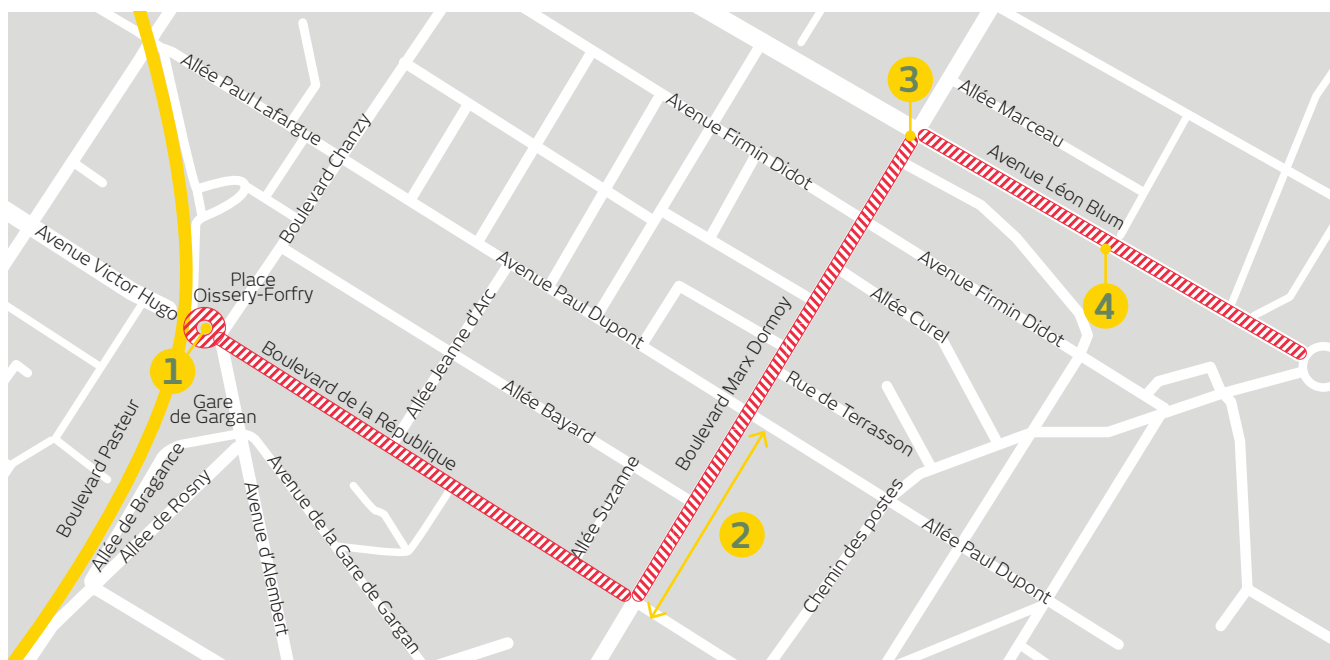 Allée Paul Lafargue
Boulevard Chanzy
Avenue Victor Hugo
Place
Oissery-Forfry
1
Gare
de Gargan
Boulevard Pasteur
Allée de Bragance
Allée de Rosny
Avenue d'Alembert
Avenue de la Gare de Gargan
Boulevard de la République
Allée Jeanne d'Arc
Avenue Paul Dupont
Allée Bayard
Allée Suzanne
Boulevard Marx Dormoy
2
Avenue Firmin Didot
3
Allée Marceau
Avenue Léon Blum
4
Avenue Firmin Didot
Allée Curel
Rue de Terrasson
Chemin des postes
Allée Paul Dupont